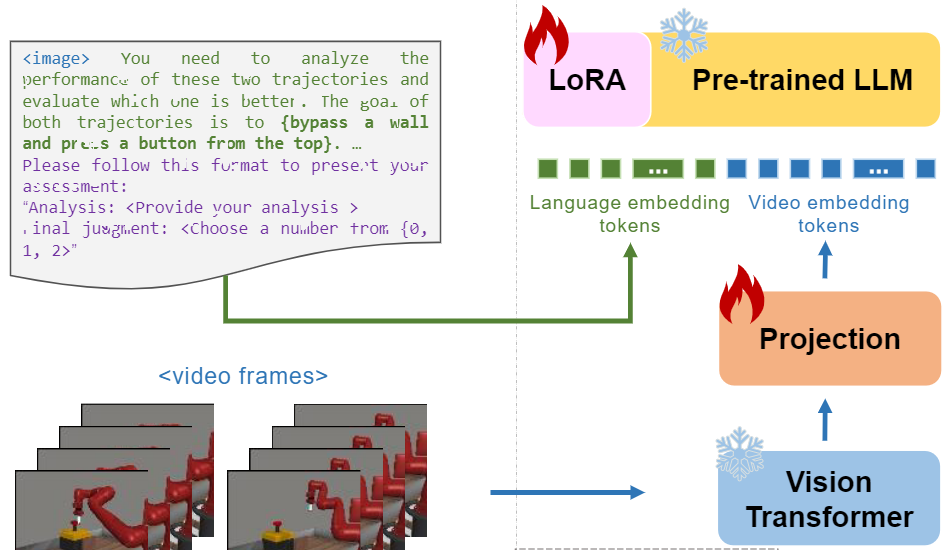 <image> You need to analyze the
performance of these two trajectories and
evaluate which one is better. The goal of
both trajectories is to {bypass a wall
and press a button from the top}. …
Please follow this format to present your
assessment:
“Analysis: <Provide your analysis >
Final judgment: <Choose a number from {0,
1, 2>”
<video frames>
LoRA
Pre-trained LLM
...
...
Language embedding
tokens
Video embedding
tokens
Projection
Vision
Transformer